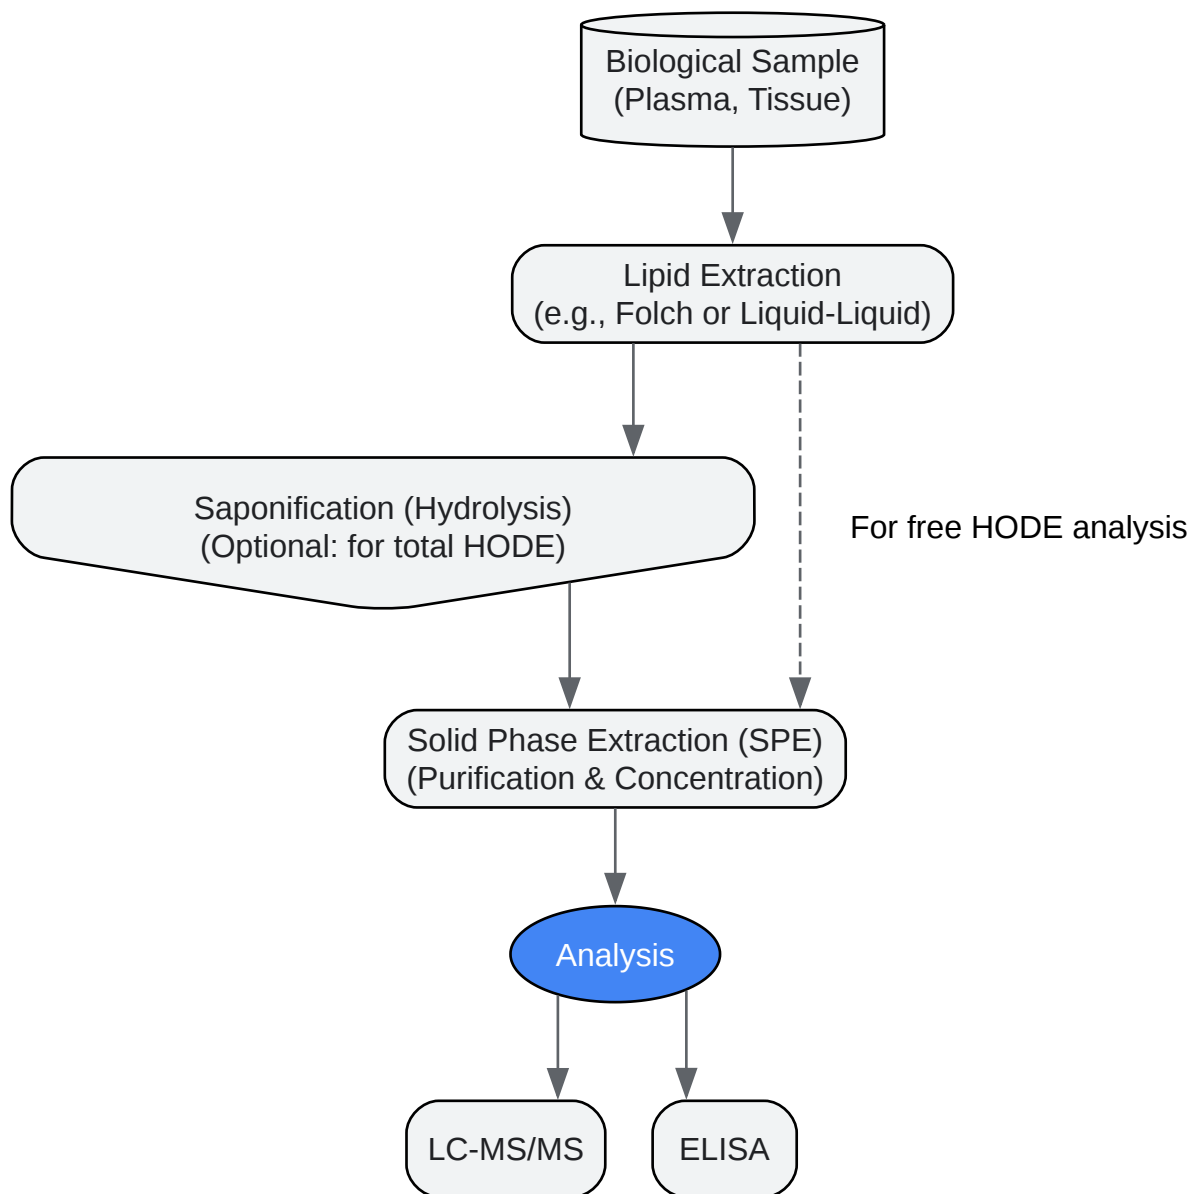 Biological Sample
(Plasma, Tissue)
Lipid Extraction
(e.g., Folch or Liquid-Liquid)
Saponification (Hydrolysis)
(Optional: for total HODE)
For free HODE analysis
Solid Phase Extraction (SPE)
(Purification & Concentration)
Analysis
LC-MS/MS
ELISA